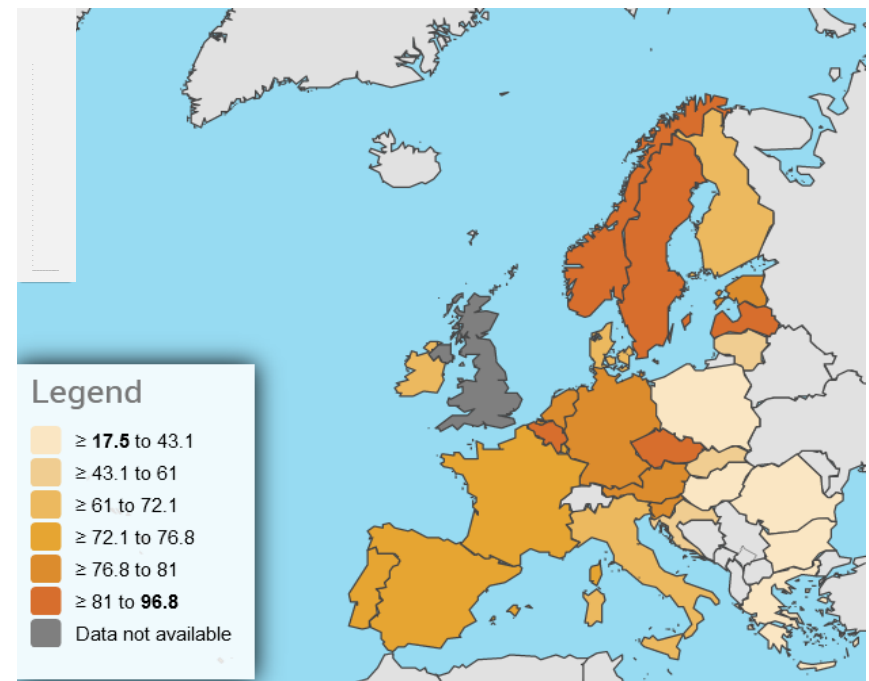 Legend
≥ 17.5 to 43.1
≥ 43.1 to 61
≥ 61 to 72.1
≥ 72.1 to 76.8
≥ 76.8 to 81
≥ 81 to 96.8
Data not available